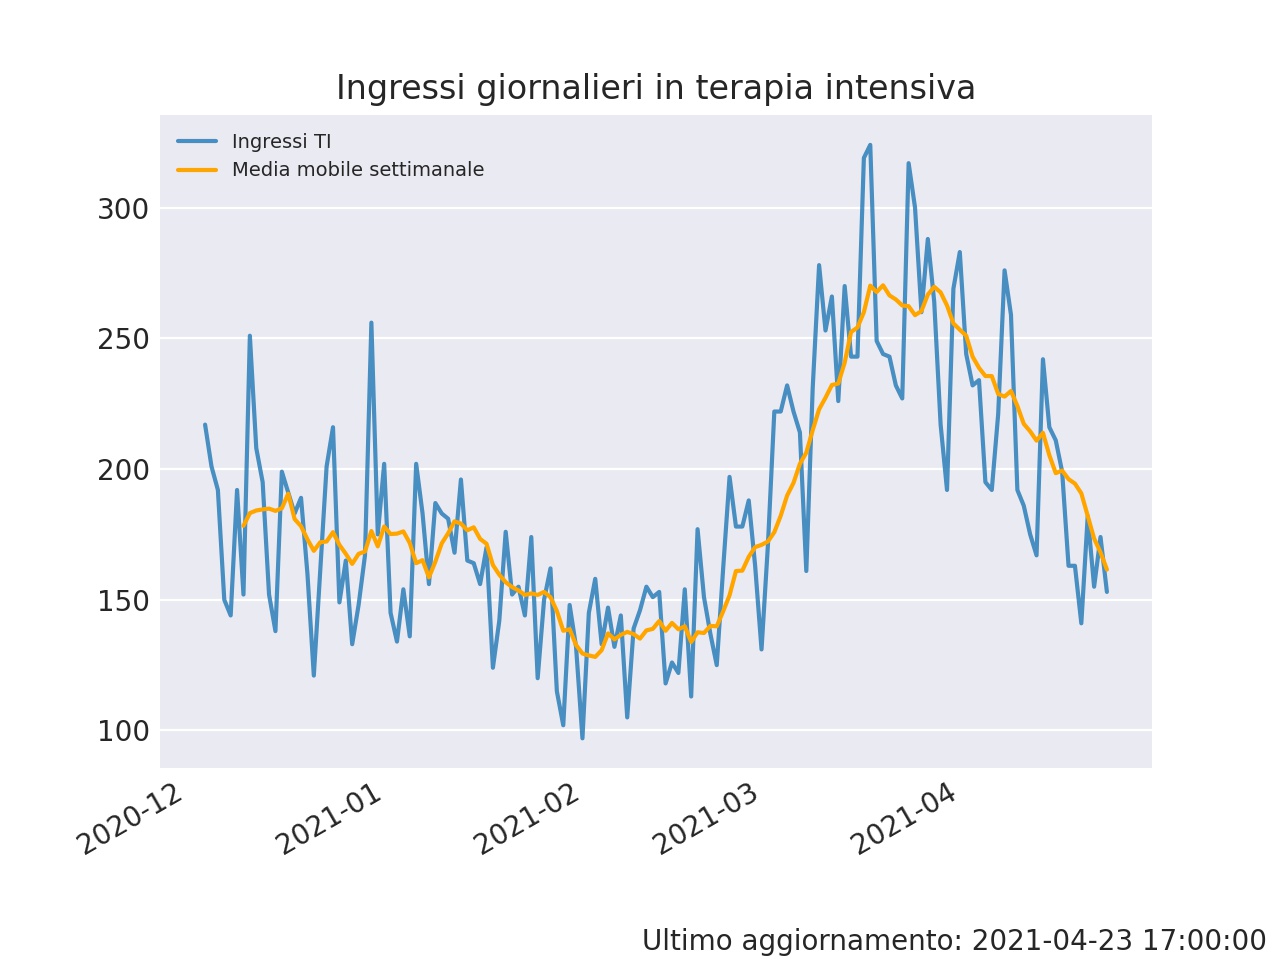 Ingressi giornalieri in terapia intensiva
Ingressi TI
Media mobile settimanale
300
250
200
150
100
2020-12
2021-01
2021-02
2021-03
2021-04
Ultimo aggiornamento: 2021-04-23 17:00:00